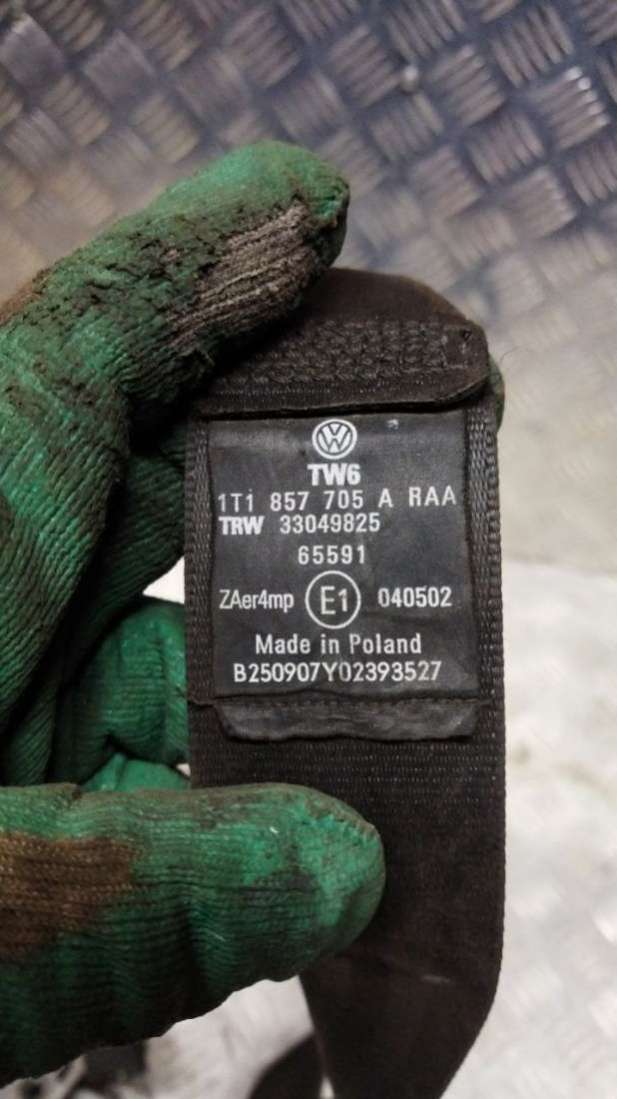 TW6
1T1 857 705 A RAA
TRW 33049825
65591
ZAer4mp E1 040502
Made in Poland
B250907Y02393527